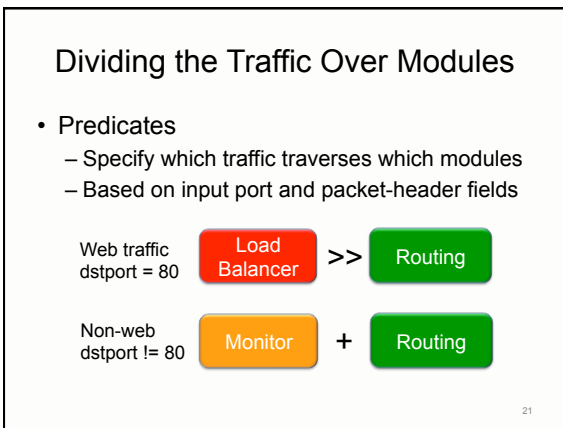 Dividing the Traffic Over Modules
• Predicates
– Specify which traffic traverses which modules
– Based on input port and packet-header fields
Web traffic
dstport = 80
Load
Balancer
>>
Routing
Non-web
dstport != 80
Monitor
+
Routing
21